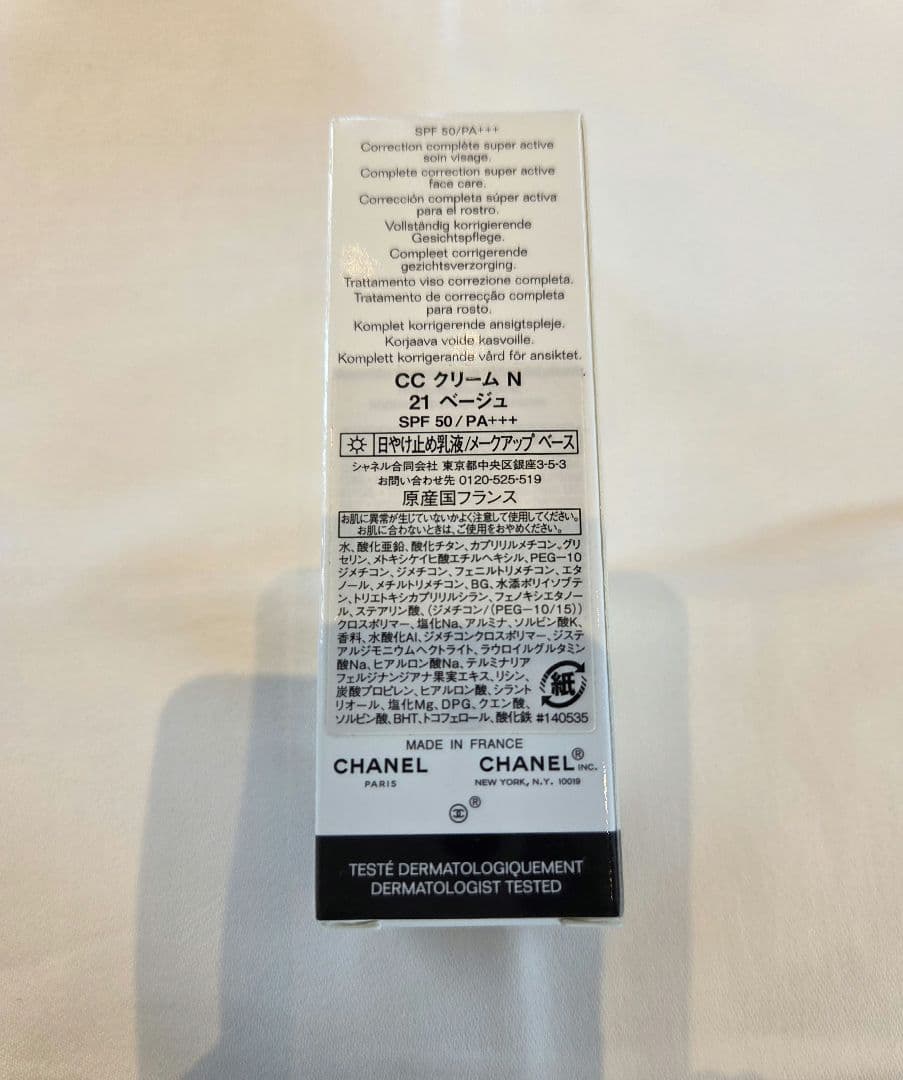 SPF 50/PA+++
Correction complète super active
soin visage.
Complete correction super active
face care.
Corrección completa súper activa
para el rostro.
Vollständig korrigierende
Gesichtspflege.
Compleet corrigerende
gezichtsverzorging.
Trattamento viso correzione completa.
Tratamento de correcção completa
para rosto.
Komplet korrigerende ansigtspleje.
Korjaava voide kasvoille.
Komplett korrigerande vård för ansiktet.
CC クリーム N
21 ベージュ
SPF 50/PA+++
日やけ止め乳液/メークアップ ベース
シャネル合同会社 東京都中央区銀座3-5-3
お問い合わせ先 0120-525-519
原産国フランス
お肌に異常が生じていないかよく注意して使用してください。
お肌に合わないときは、ご使用をおやめください。
水、酸化亜鉛、酸化チタン、カプリリルメチコン、グリ
セリン、メトキシケイヒ酸エチルヘキシル、PEG-10
ジメチコン、ジメチコン、フェニルトリメチコン、エタ
ノール、メチルトリメチコン、BG、水添ポリイソブテ
ン、トリエトキシカプリリルシラン、フェノキシエタノー
ル、ステアリン酸、(ジメチコン/(PEG-10/15))
クロスポリマー、塩化Na、アルミナ、ソルビン酸K、
香料、水酸化Al、ジメチコンクロスポリマー、ジステ
アルジモニウムヘクトライト、ラウロイルグルタミン
酸Na、ヒアルロン酸Na、テルミナリア
フェルジナンジアナ果実エキス、リシン、
炭酸プロピレン、ヒアルロン酸、シラント
リオール、塩化Mg、DPG、クエン酸、
ソルビン酸、BHT、トコフェロール、酸化鉄 #140535
紙
MADE IN FRANCE
CHANEL CHANEL® INC.
PARIS NEW YORK, N.Y. 10019
®
TESTÉ DERMATOLOGIQUEMENT
DERMATOLOGIST TESTED